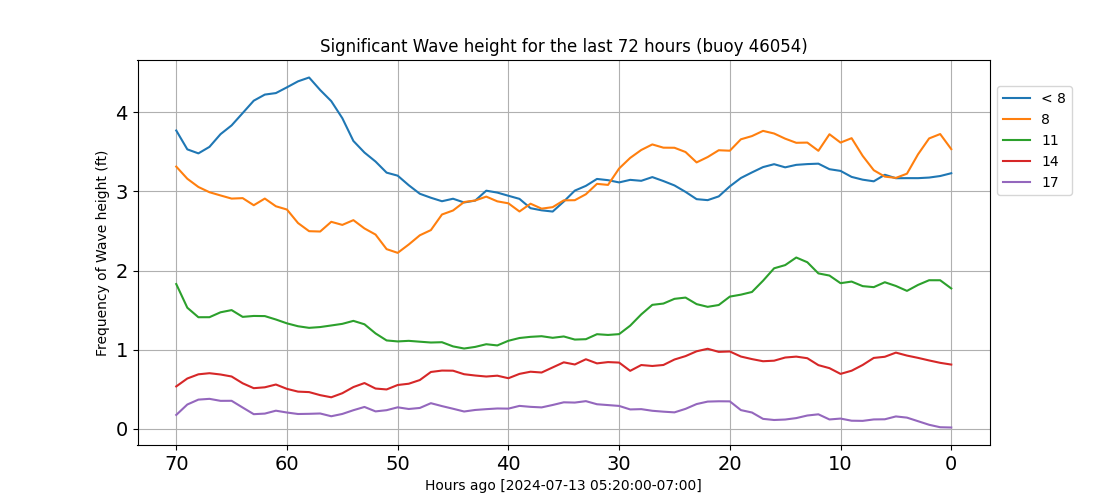 Significant Wave height for the last 72 hours (buoy 46054)
Frequency of Wave height (ft)
4
3
2
1
0
70 60 50 40 30 20 10 0
Hours ago [2024-07-13 05:20:00-07:00]
< 8
8
11
14
17